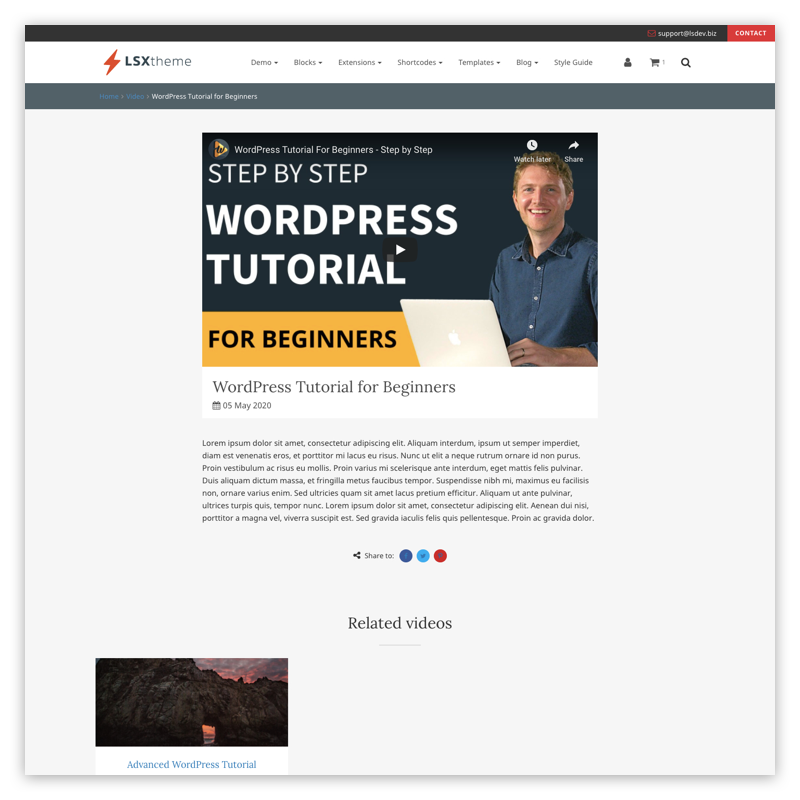 support@lsdev.biz CONTACT
LSXtheme Demo Blocks Extensions Shortcodes Templates Blog Style Guide 1
Home > Video > WordPress Tutorial for Beginners
WordPress Tutorial For Beginners - Step by Step
Watch later Share
STEP BY STEP
WORDPRESS
TUTORIAL
FOR BEGINNERS
WordPress Tutorial for Beginners
05 May 2020
Lorem ipsum dolor sit amet, consectetur adipiscing elit. Aliquam interdum, ipsum ut semper imperdiet,
diam est venenatis eros, et porttitor mi lacus eu risus. Nunc ut elit a neque rutrum ornare id non purus.
Proin vestibulum ac risus eu mollis. Proin varius mi scelerisque ante interdum, eget mattis felis pulvinar.
Duis aliquam dictum massa, et fringilla metus faucibus tempor. Suspendisse nibh mi, maximus eu facilisis
non, ornare varius enim. Sed ultricies quam sit amet lacus pretium efficitur. Aliquam ut ante pulvinar,
ultrices turpis quis, tempor nunc. Lorem ipsum dolor sit amet, consectetur adipiscing elit. Aenean dui nisi,
porttitor a magna vel, viverra suscipit est. Sed gravida iaculis felis quis pellentesque. Proin ac gravida dolor.
Share to:
Related videos
Advanced WordPress Tutorial